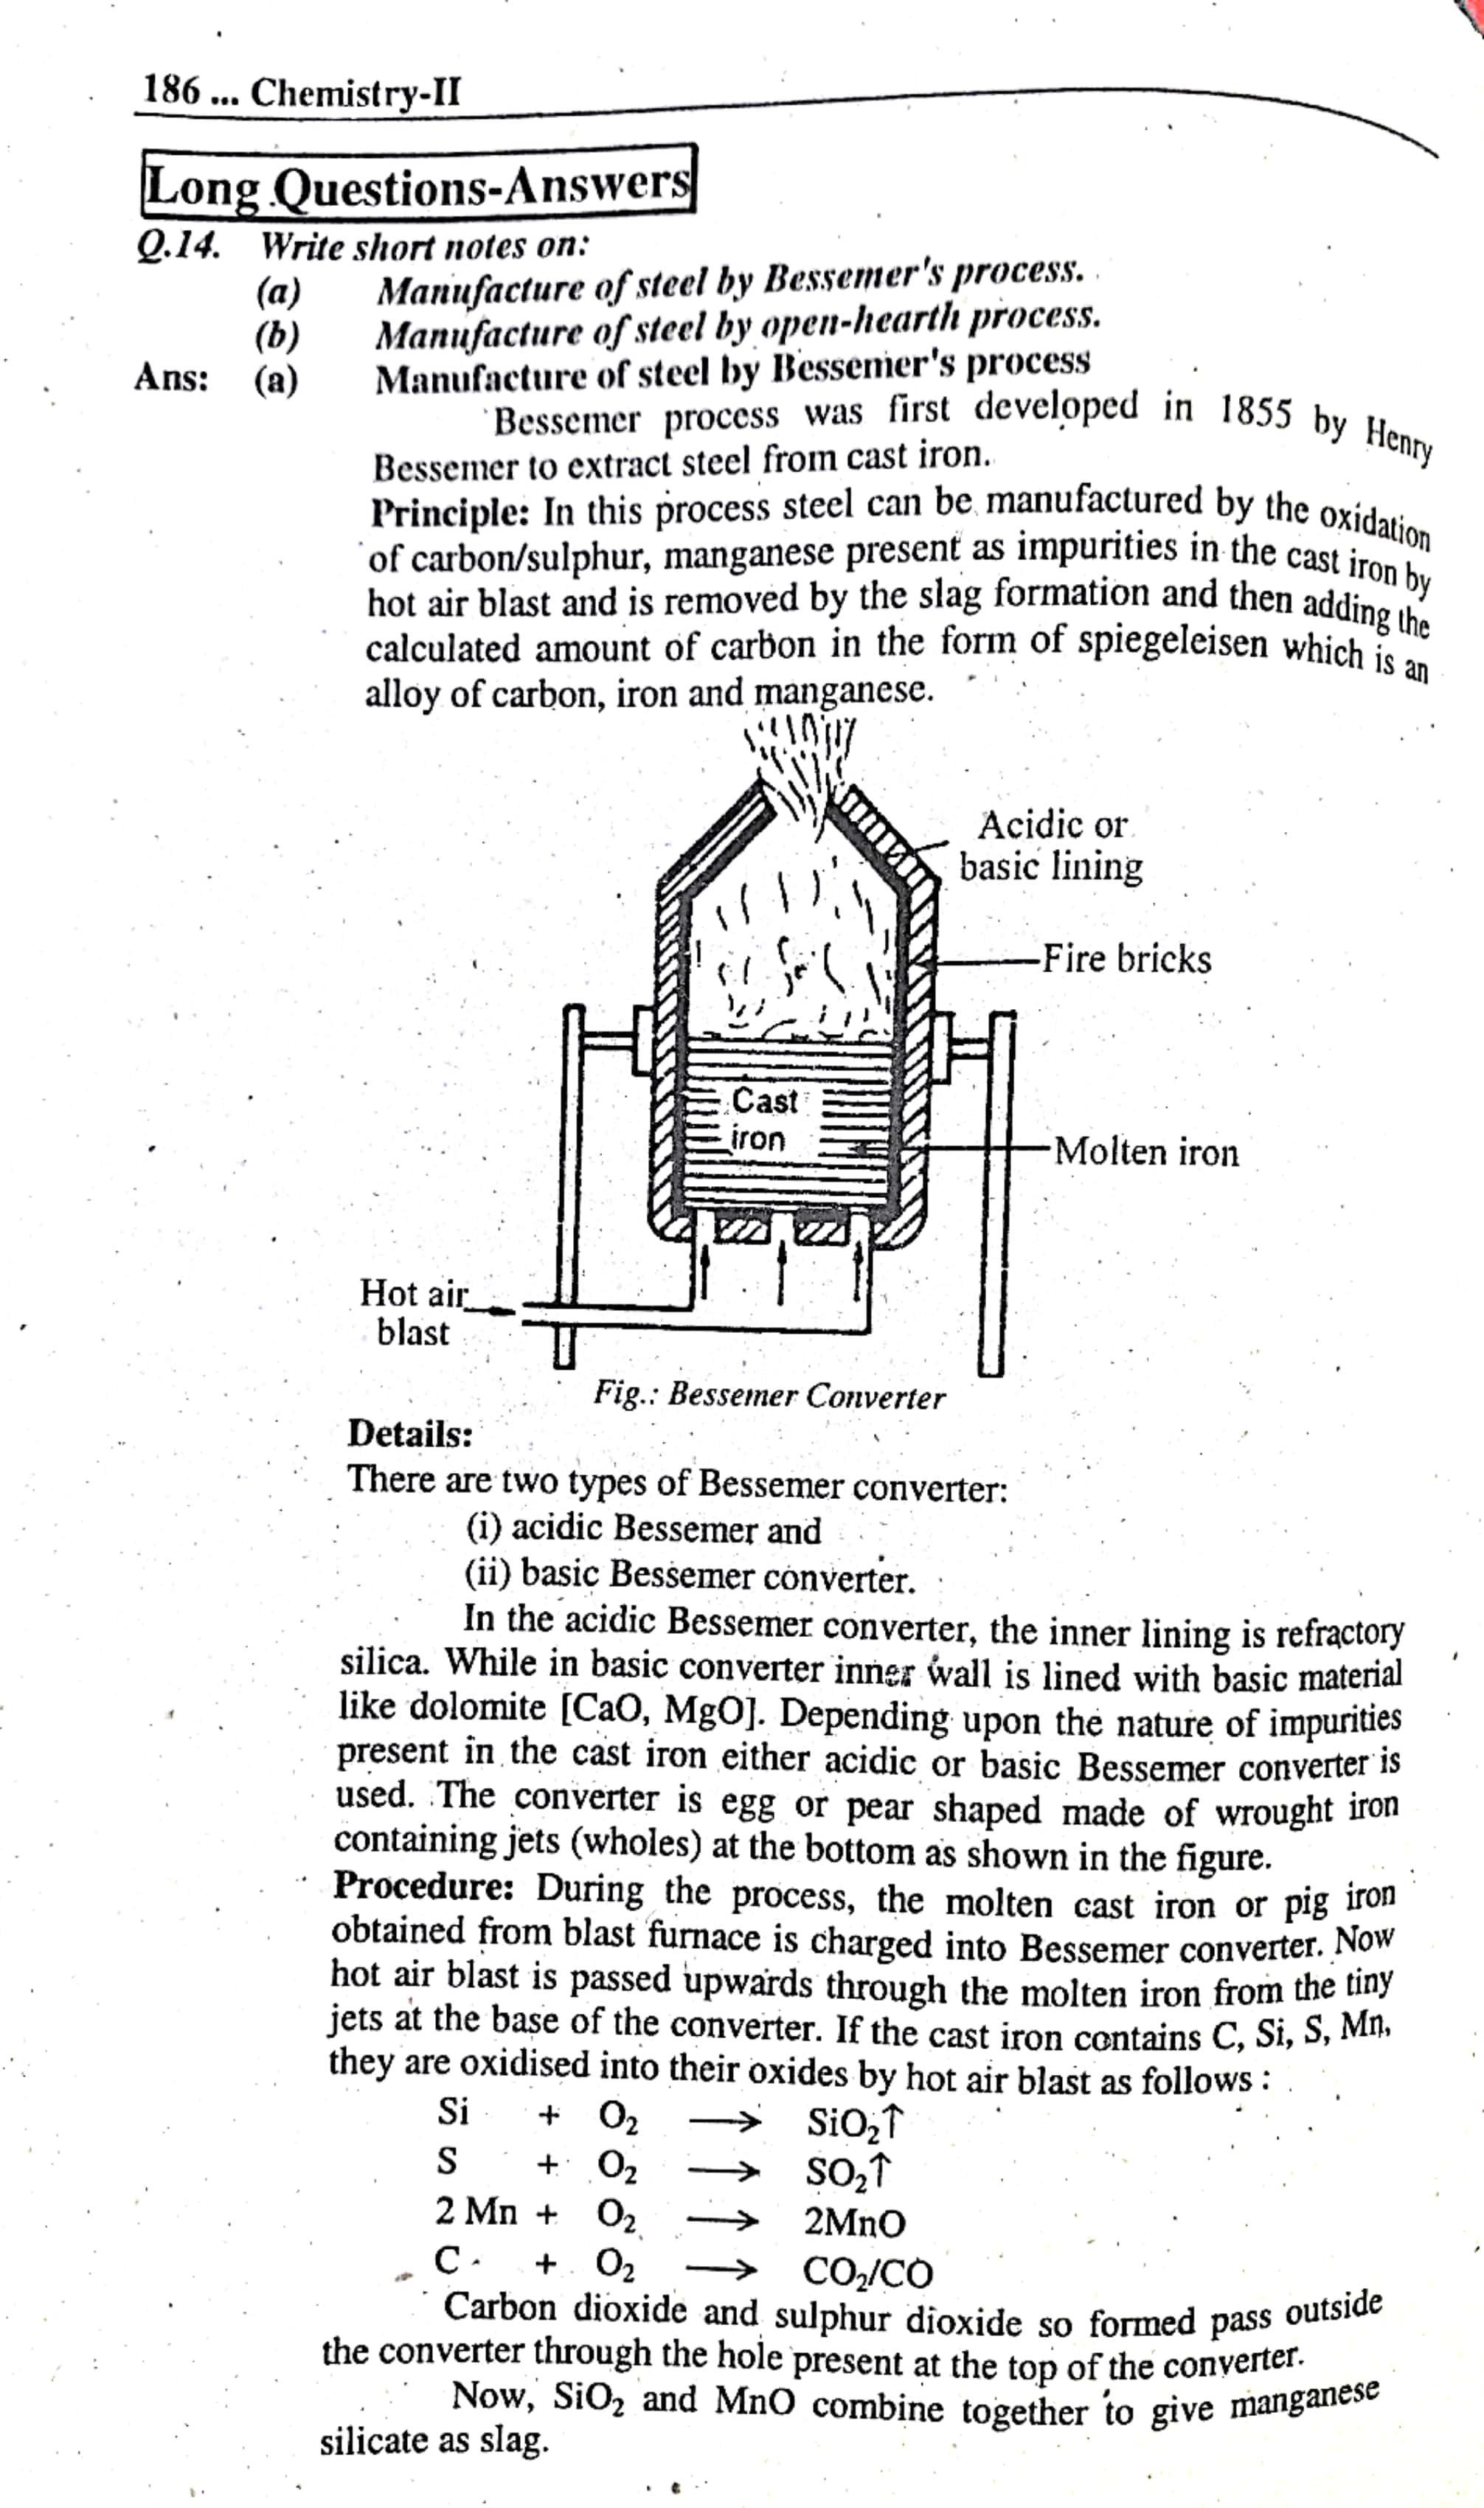 186 ... Chemistry-II
Long Questions-Answers
Q.14. Write short notes on:
(a) Manufacture of steel by Bessemer's process.
(b) Manufacture of steel by open-hearth process.
Ans: (a) Manufacture of steel by Bessemer's process
Bessemer process was first developed in 1855 by Henry
Bessemer to extract steel from cast iron.
Principle: In this process steel can be manufactured by the oxidation
of carbon/sulphur, manganese present as impurities in the cast iron by
hot air blast and is removed by the slag formation and then adding the
calculated amount of carbon in the form of spiegeleisen which is an
alloy of carbon, iron and manganese.
Acidic or
basic lining
Fire bricks
Cast
iron
Molten iron
Hot air
blast
Fig.: Bessemer Converter
Details:
There are two types of Bessemer converter:
(i) acidic Bessemer and
(ii) basic Bessemer converter.
In the acidic Bessemer converter, the inner lining is refractory
silica. While in basic converter inner wall is lined with basic material
like dolomite [CaO, MgO]. Depending upon the nature of impurities
present in the cast iron either acidic or basic Bessemer converter is
used. The converter is egg or pear shaped made of wrought iron
containing jets (wholes) at the bottom as shown in the figure.
Procedure: During the process, the molten cast iron or pig iron
obtained from blast furnace is charged into Bessemer converter. Now
hot air blast is passed upwards through the molten iron from the tiny
jets at the base of the converter. If the cast iron contains C, Si, S, Mn,
they are oxidised into their oxides by hot air blast as follows :
Si + O₂ ⟶ SiO₂↑
S + O₂ ⟶ SO₂↑
2 Mn + O₂ ⟶ 2MnO
C + O₂ ⟶ CO₂/CO
Carbon dioxide and sulphur dioxide so formed pass outside
the converter through the hole present at the top of the converter.
Now, SiO₂ and MnO combine together to give manganese
silicate as slag.